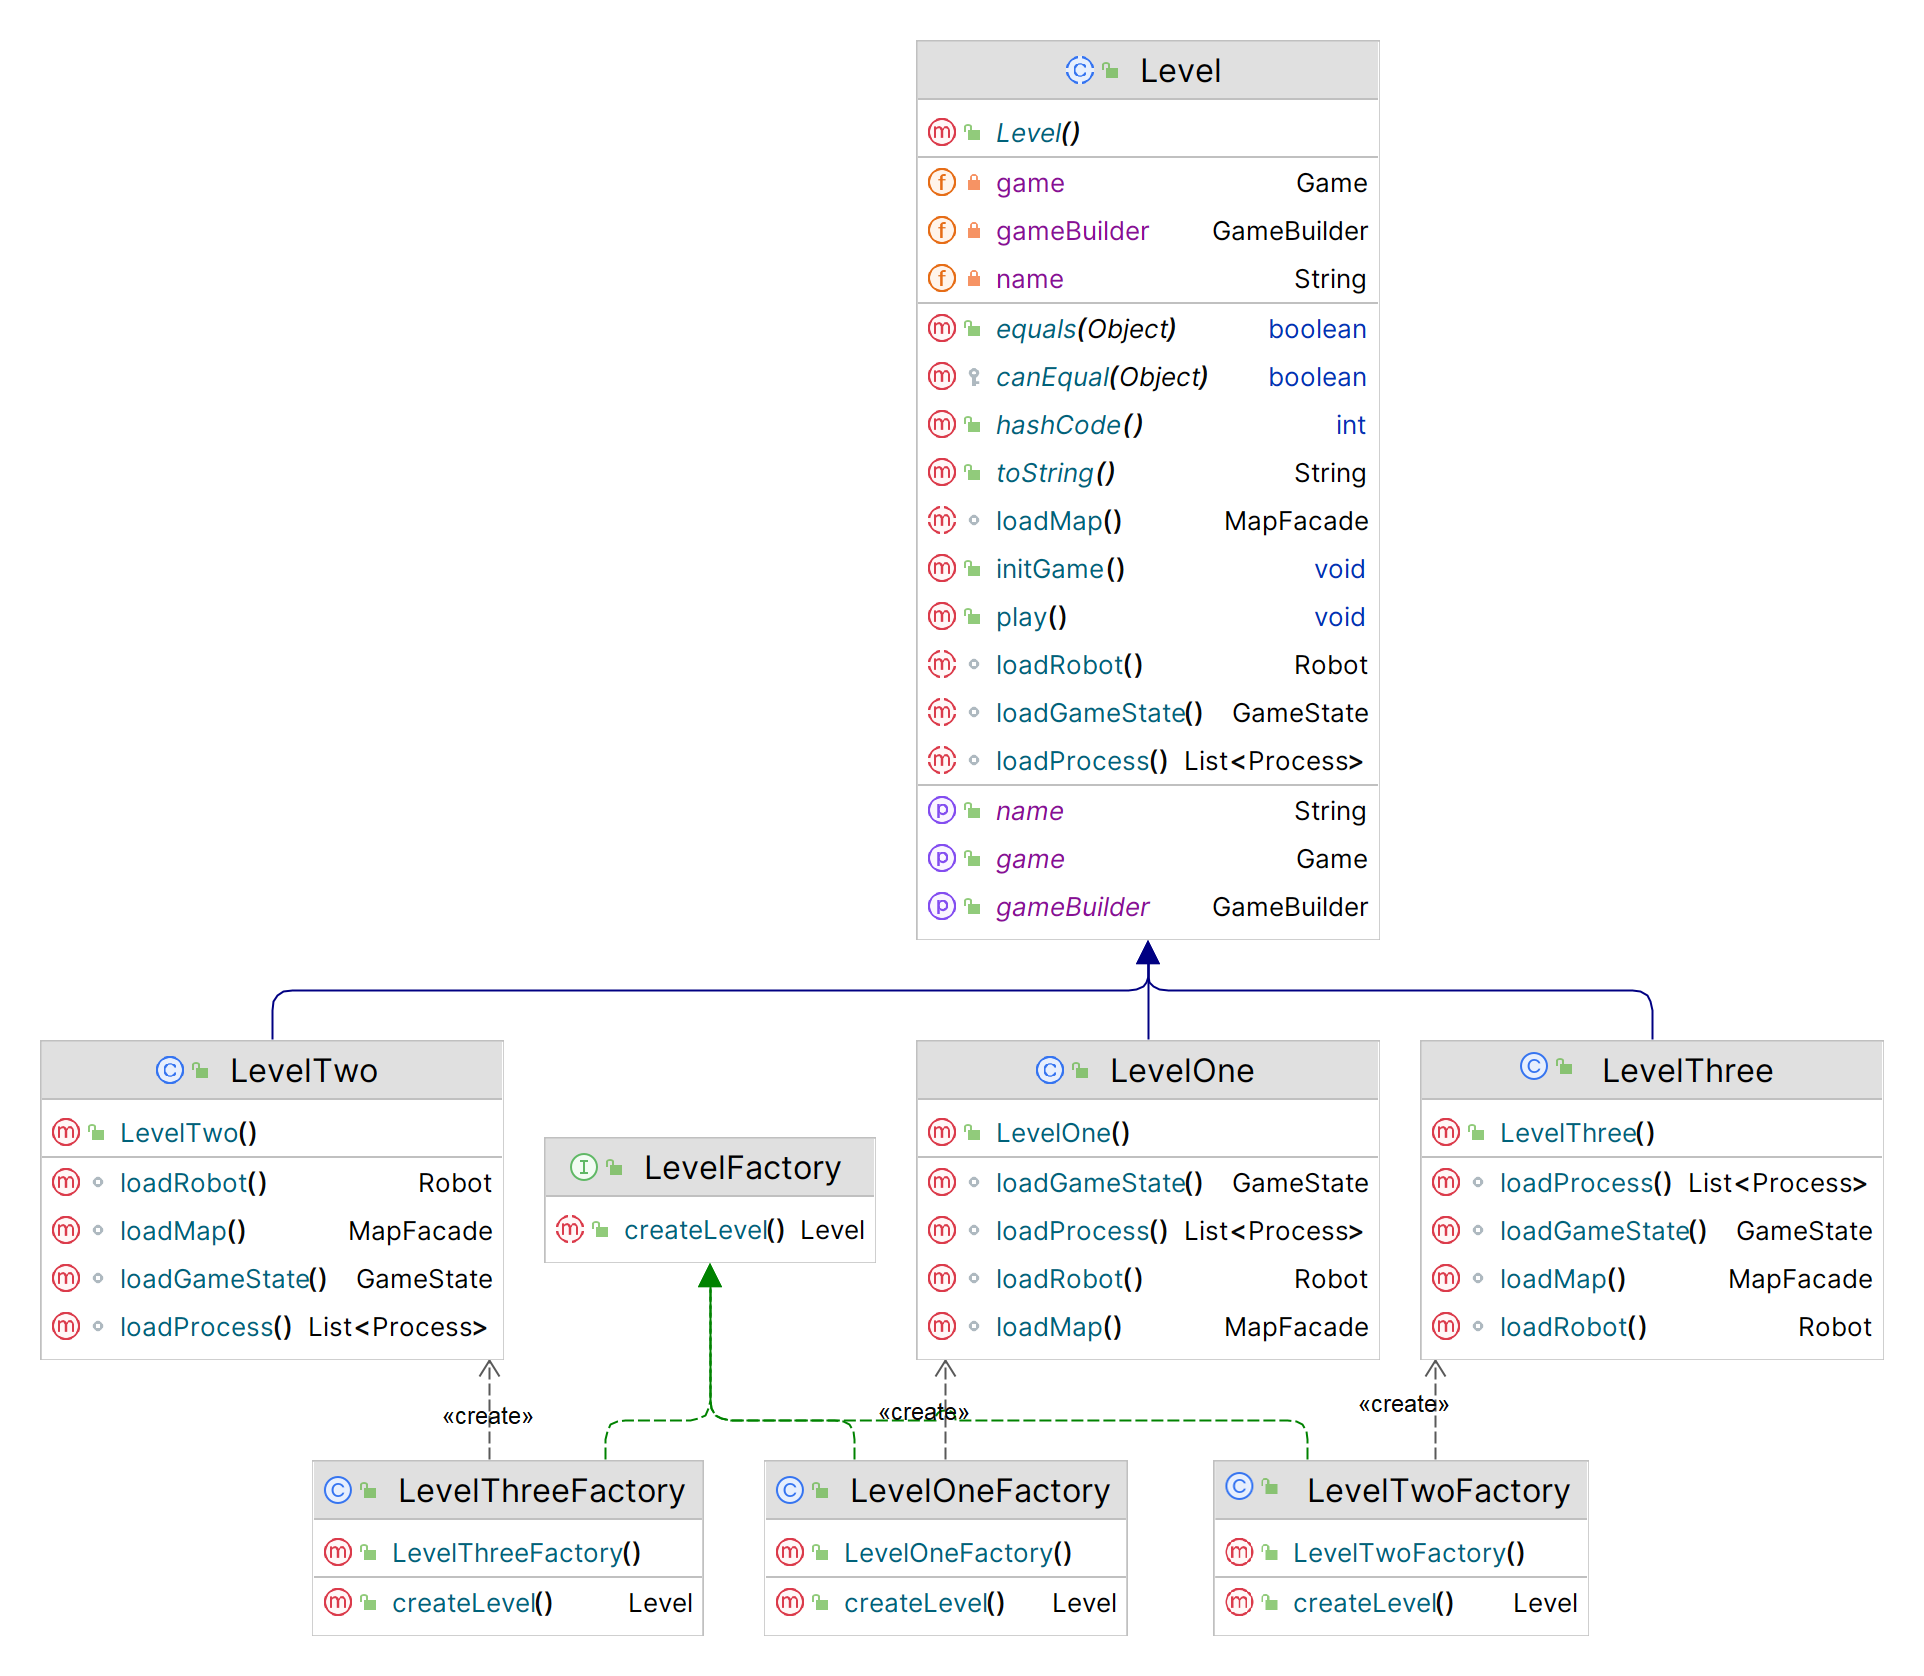 Level
Level()
game Game
gameBuilder GameBuilder
name String
equals(Object) boolean
canEqual(Object) boolean
hashCode() int
toString() String
loadMap() MapFacade
initGame() void
play() void
loadRobot() Robot
loadGameState() GameState
loadProcess() List<Process>
name String
game Game
gameBuilder GameBuilder
LevelTwo
LevelTwo()
loadRobot() Robot
loadMap() MapFacade
loadGameState() GameState
loadProcess() List<Process>
LevelFactory
createLevel() Level
LevelOne
LevelOne()
loadGameState() GameState
loadProcess() List<Process>
loadRobot() Robot
loadMap() MapFacade
LevelThree
LevelThree()
loadProcess() List<Process>
loadGameState() GameState
loadMap() MapFacade
loadRobot() Robot
«create»
«create»
«create»
LevelThreeFactory
LevelThreeFactory()
createLevel() Level
LevelOneFactory
LevelOneFactory()
createLevel() Level
LevelTwoFactory
LevelTwoFactory()
createLevel() Level